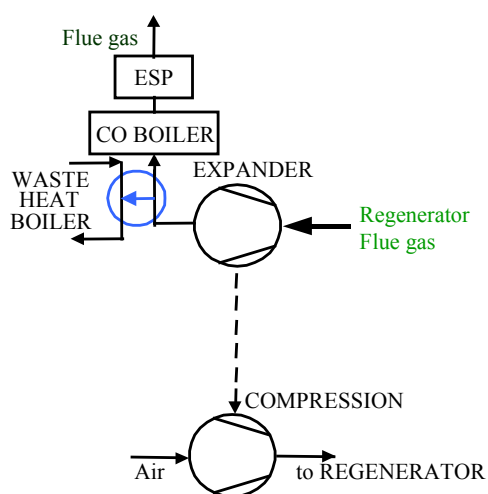 Flue gas
ESP
CO BOILER
EXPANDER
WASTE
HEAT
BOILER
Regenerator
Flue gas
COMPRESSION
Air
to REGENERATOR